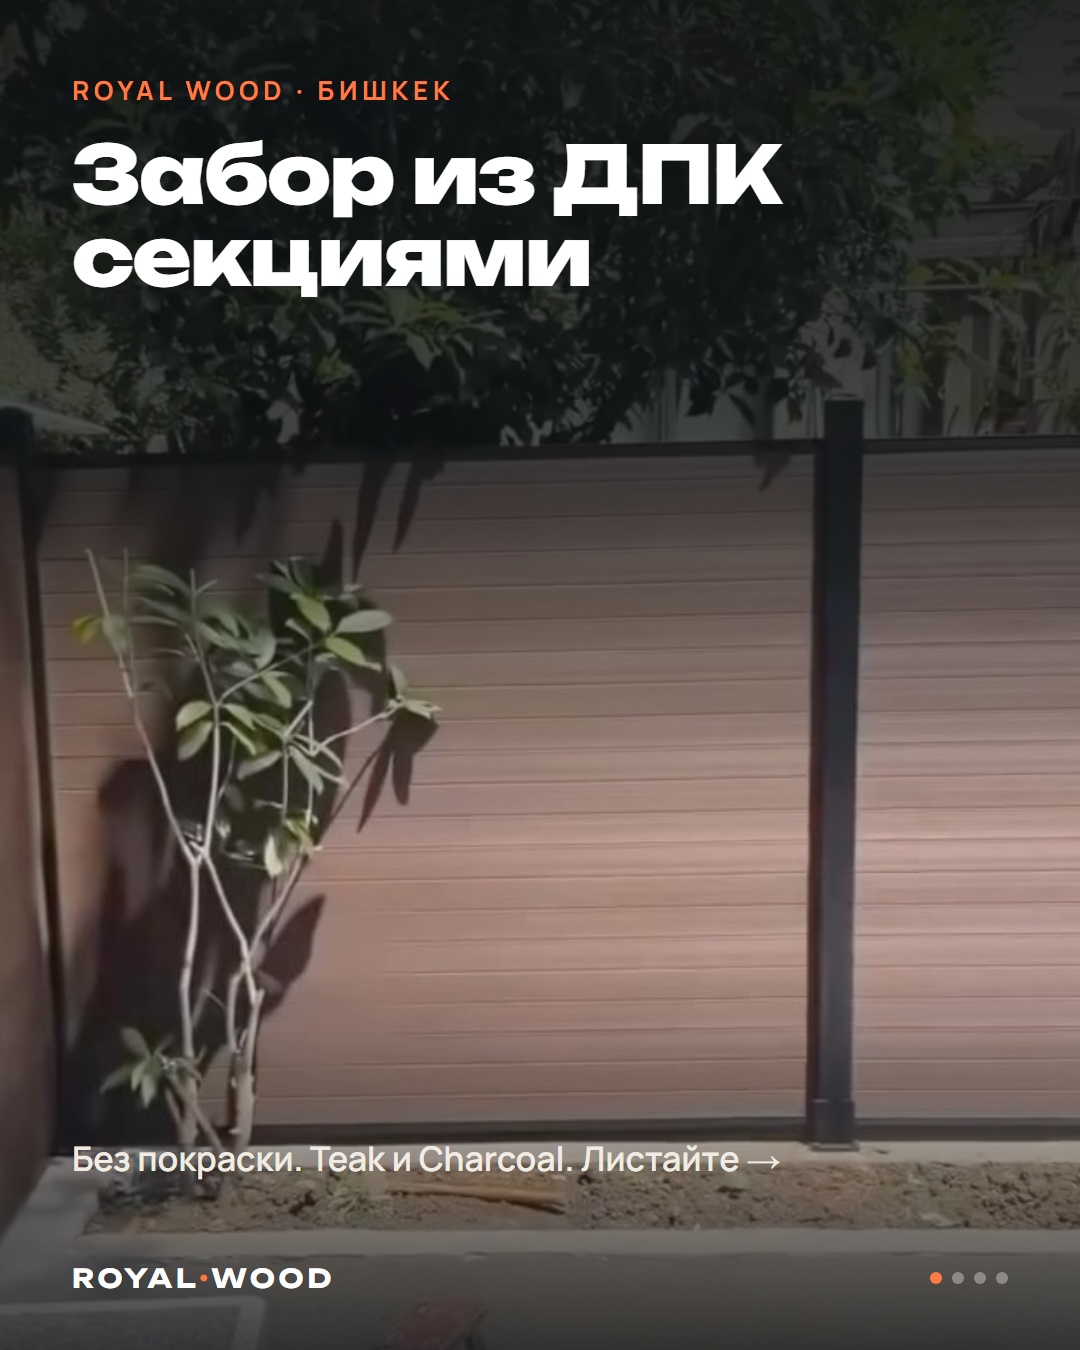 ROYAL WOOD · БИШКЕК
Забор из ДПК
секциями
Без покраски. Teak и Charcoal. Листайте →
ROYAL·WOOD